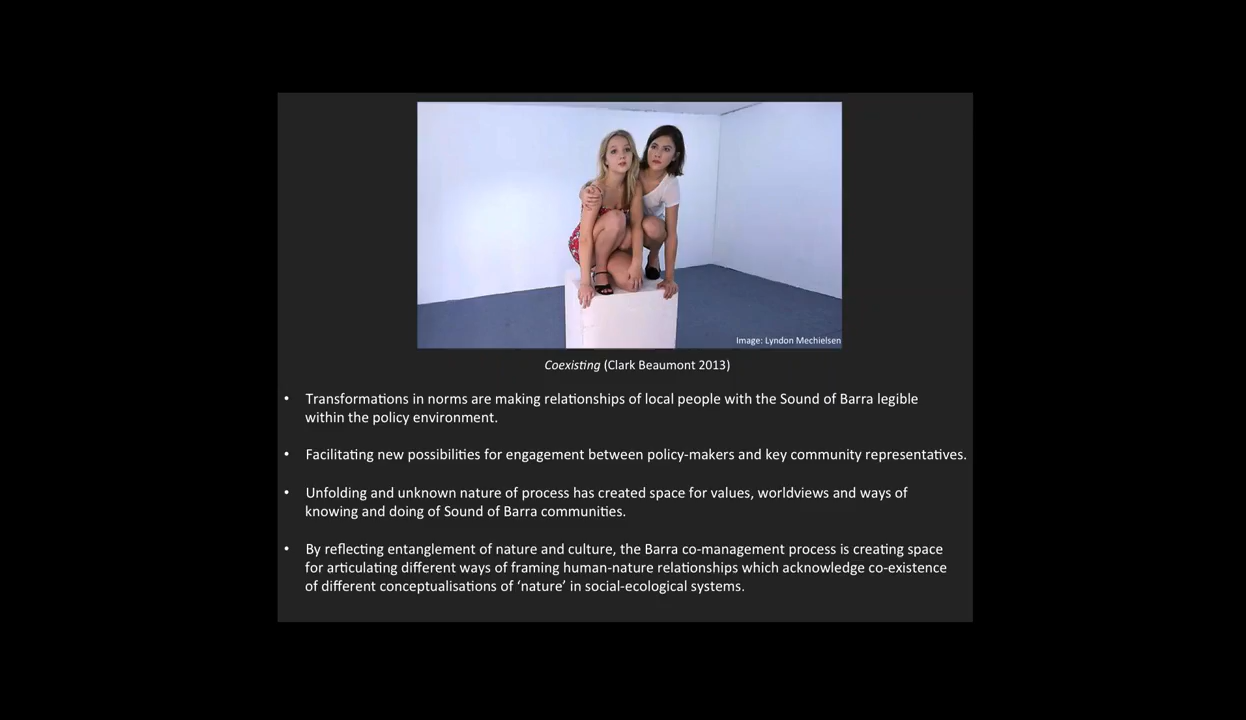 Image: Lyndon Mechielsen
Coexisting (Clark Beaumont 2013)
• Transformations in norms are making relationships of local people with the Sound of Barra legible
within the policy environment.
• Facilitating new possibilities for engagement between policy-makers and key community representatives.
• Unfolding and unknown nature of process has created space for values, worldviews and ways of
knowing and doing of Sound of Barra communities.
• By reflecting entanglement of nature and culture, the Barra co-management process is creating space
for articulating different ways of framing human-nature relationships which acknowledge co-existence
of different conceptualisations of ‘nature’ in social-ecological systems.